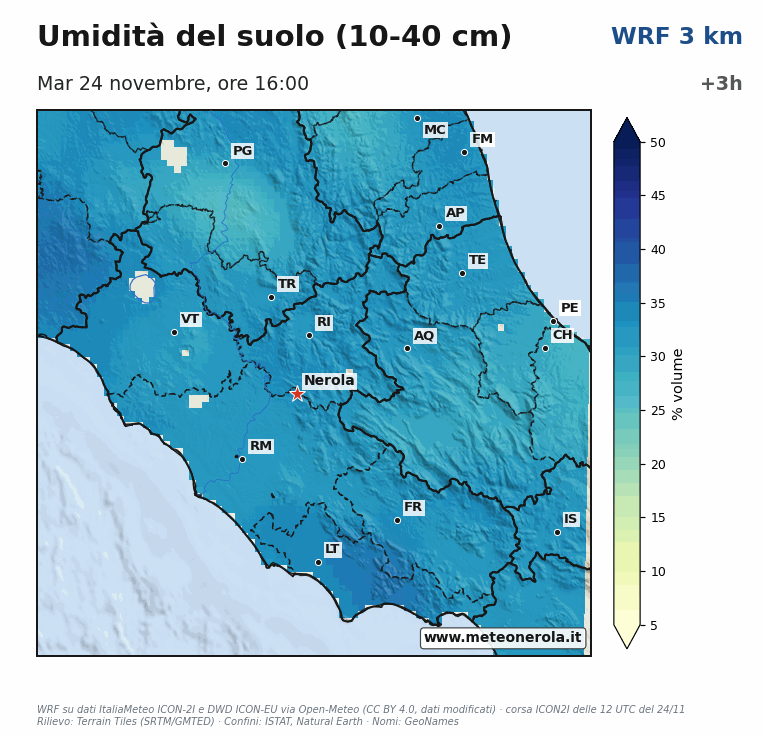 Umidità del suolo (10-40 cm)
WRF 3 km
Mar 24 novembre, ore 16:00
+3h
MC
FM
PG
AP
TE
TR
PE
VT
RI
AQ
CH
Nerola
RM
FR
IS
LT
www.meteonerola.it
50
45
40
35
30
25
20
15
10
5
% volume
WRF su dati ItaliaMeteo ICON-2I e DWD ICON-EU via Open-Meteo (CC BY 4.0, dati modificati) · corsa ICON2I delle 12 UTC del 24/11
Rilievo: Terrain Tiles (SRTM/GMTED) · Confini: ISTAT, Natural Earth · Nomi: GeoNames